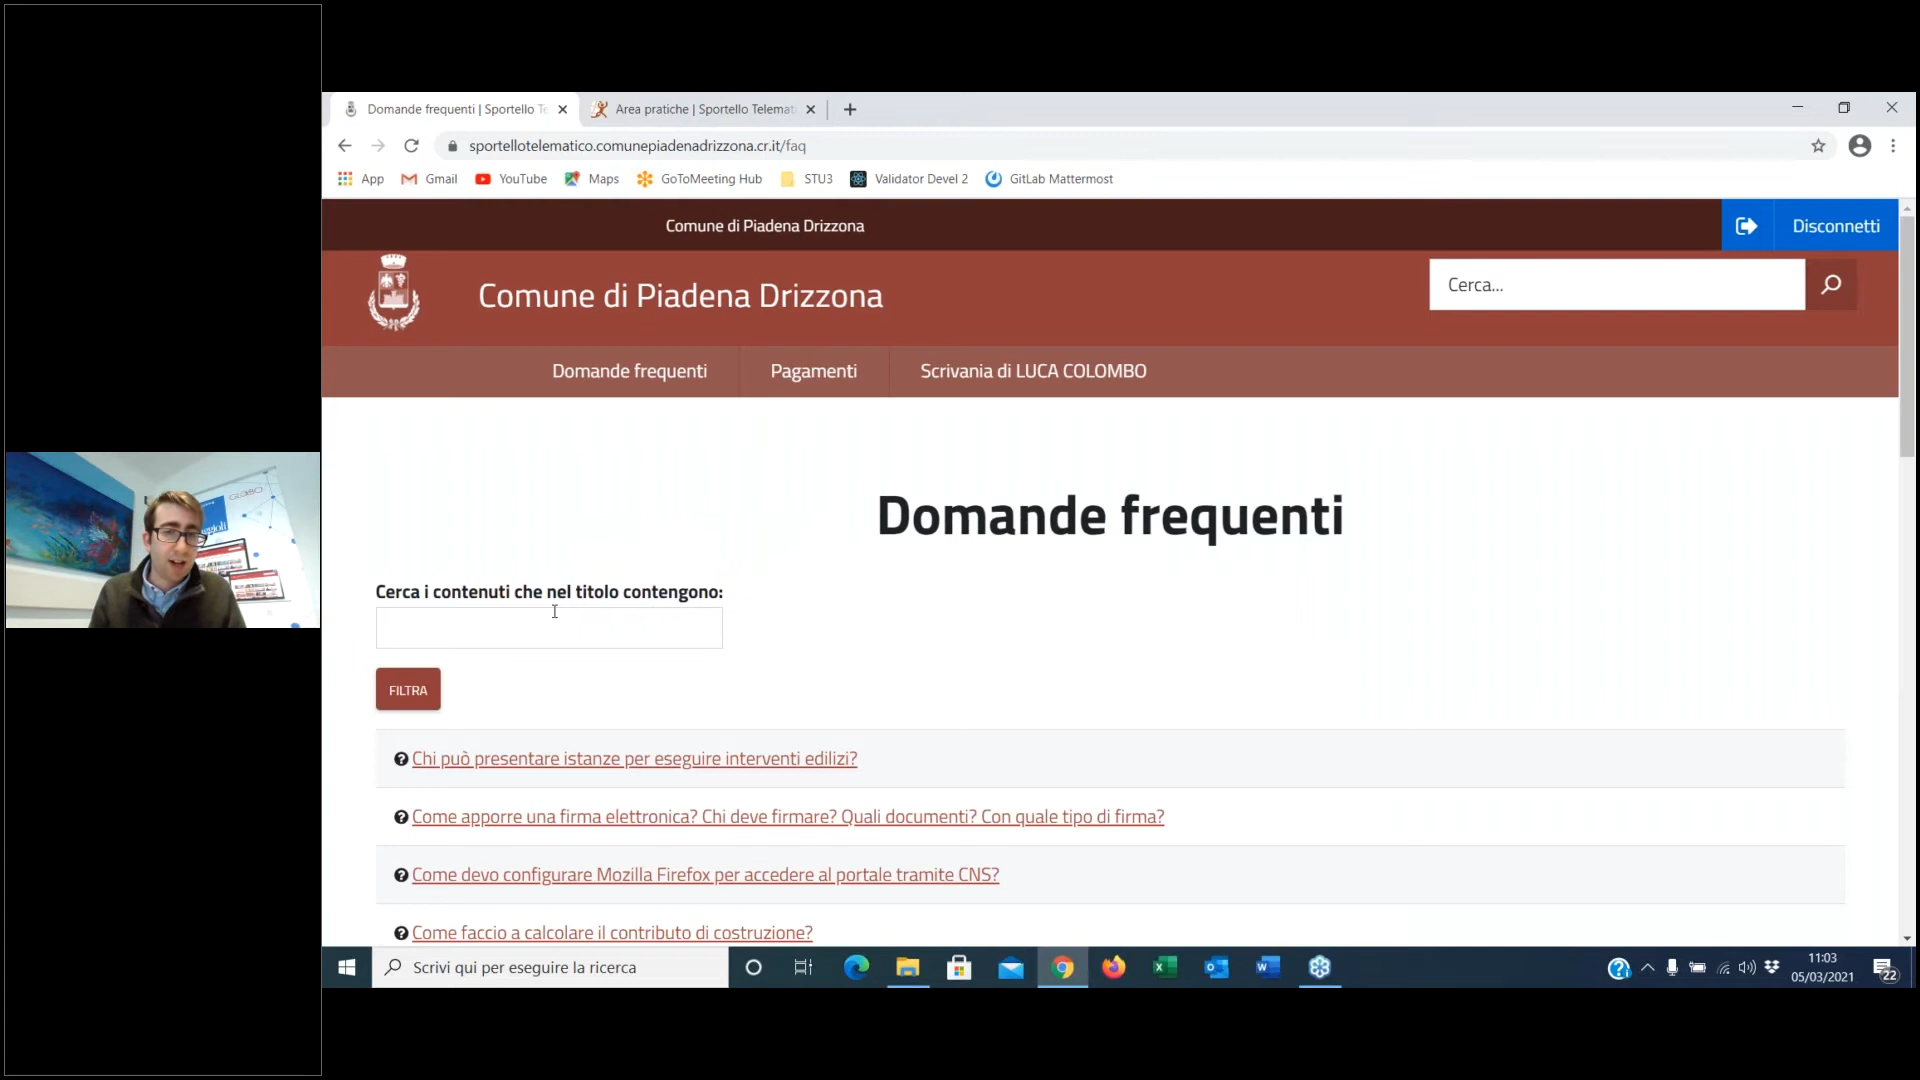 Domande frequenti | Sportello Te
Area pratiche | Sportello Telemat
sportellotelematico.comunepiadenadrizzona.cr.it/faq
App
Gmail
YouTube
Maps
GoToMeeting Hub
STU3
Validator Devel 2
GitLab Mattermost
Comune di Piadena Drizzona
Disconnetti
Comune di Piadena Drizzona
Cerca...
Domande frequenti
Pagamenti
Scrivania di LUCA COLOMBO
Domande frequenti
Cerca i contenuti che nel titolo contengono:
FILTRA
Chi può presentare istanze per eseguire interventi edilizi?
Come apporre una firma elettronica? Chi deve firmare? Quali documenti? Con quale tipo di firma?
Come devo configurare Mozilla Firefox per accedere al portale tramite CNS?
Come faccio a calcolare il contributo di costruzione?
GLOBO
Scrivi qui per eseguire la ricerca
11:03
05/03/2021
22